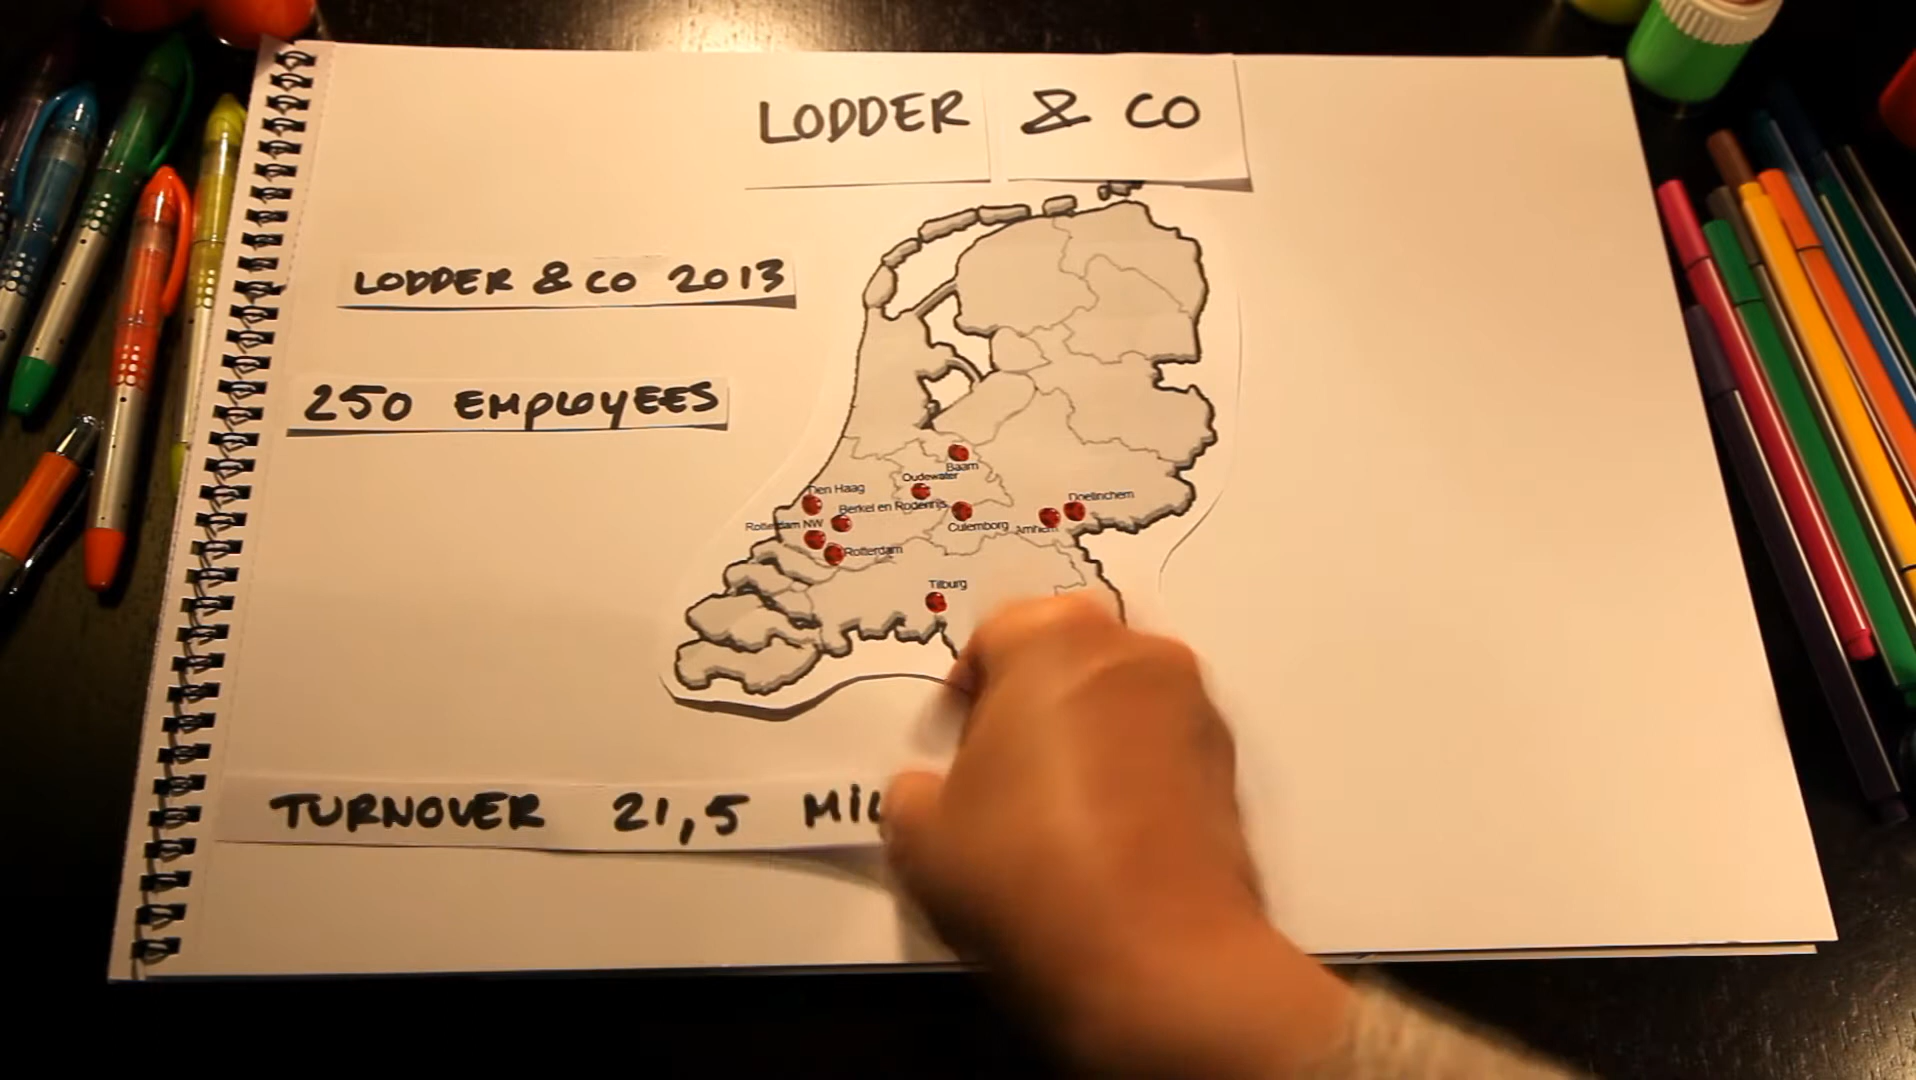 LODDER & CO
LODDER & CO 2013
250 EMPLOYEES
Baarn
Oudewater
Den Haag
Doetinchem
Berkel en Rodenrijs
Rotterdam NW
Culemborg
Arnhem
Rotterdam
Tilburg
TURNOVER 21,5